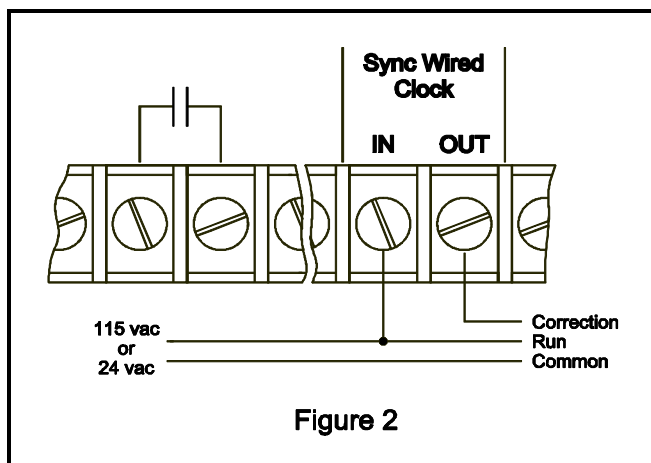 Sync Wired
Clock
IN OUT
115 vac
or
24 vac
Correction
Run
Common
Figure 2